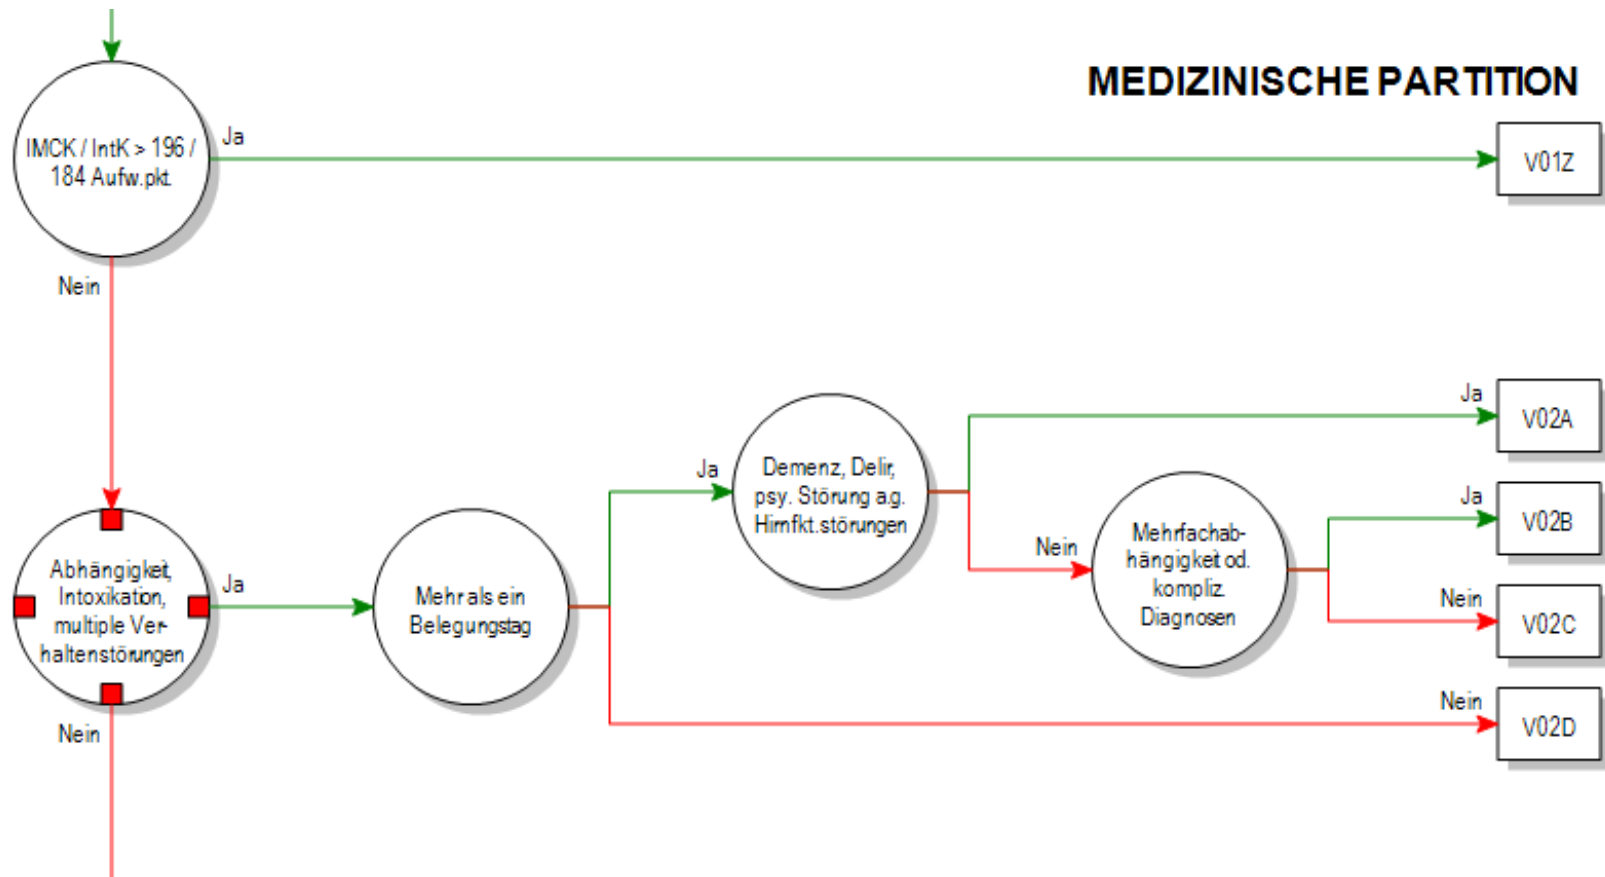 MEDIZINISCHE PARTITION
IMCK / IntK > 196 /
184 Aufw.pkt.
Ja
V01Z
Nein
Abhängigkeit,
Intoxikation,
multiple Ver-
haltenstörungen
Ja
Nein
Mehr als ein
Belegungstag
Ja
Demenz, Delir,
psy. Störung a.g.
Hirnfkt.störungen
Ja
V02A
Nein
Mehrfachab-
hängigkeit od.
kompliz.
Diagnosen
Ja
V02B
Nein
V02C
Nein
V02D